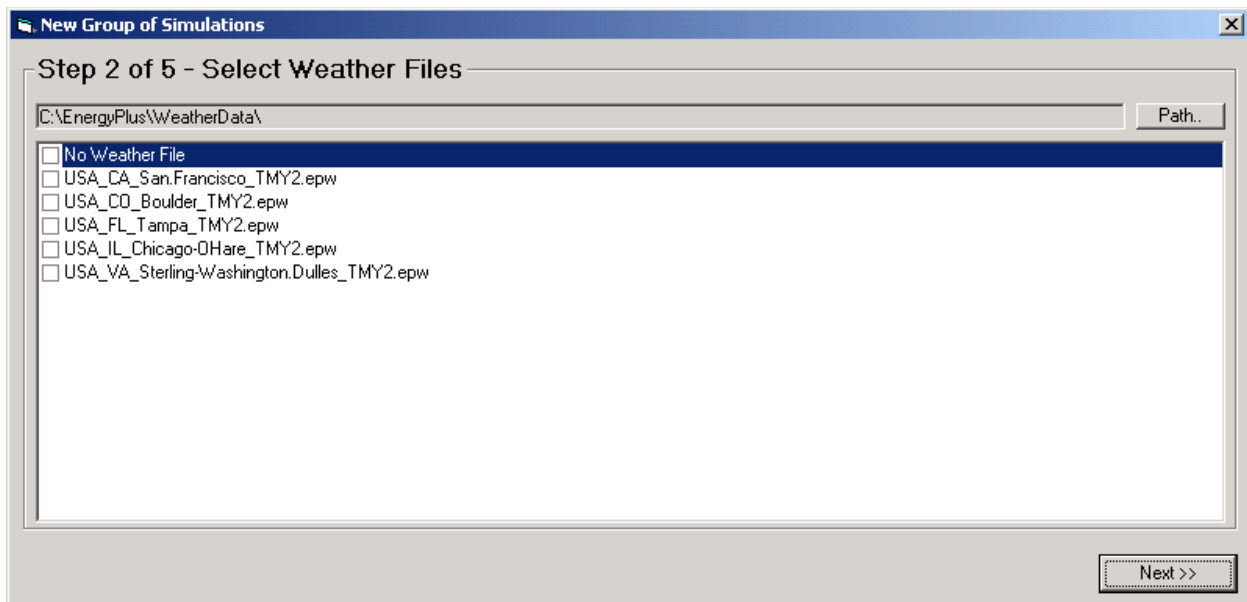 New Group of Simulations
Step 2 of 5 - Select Weather Files
C:\EnergyPlus\WeatherData\
Path..
No Weather File
USA_CA_San.Francisco_TMY2.epw
USA_CO_Boulder_TMY2.epw
USA_FL_Tampa_TMY2.epw
USA_IL_Chicago-OHare_TMY2.epw
USA_VA_Sterling-Washington.Dulles_TMY2.epw
Next >>